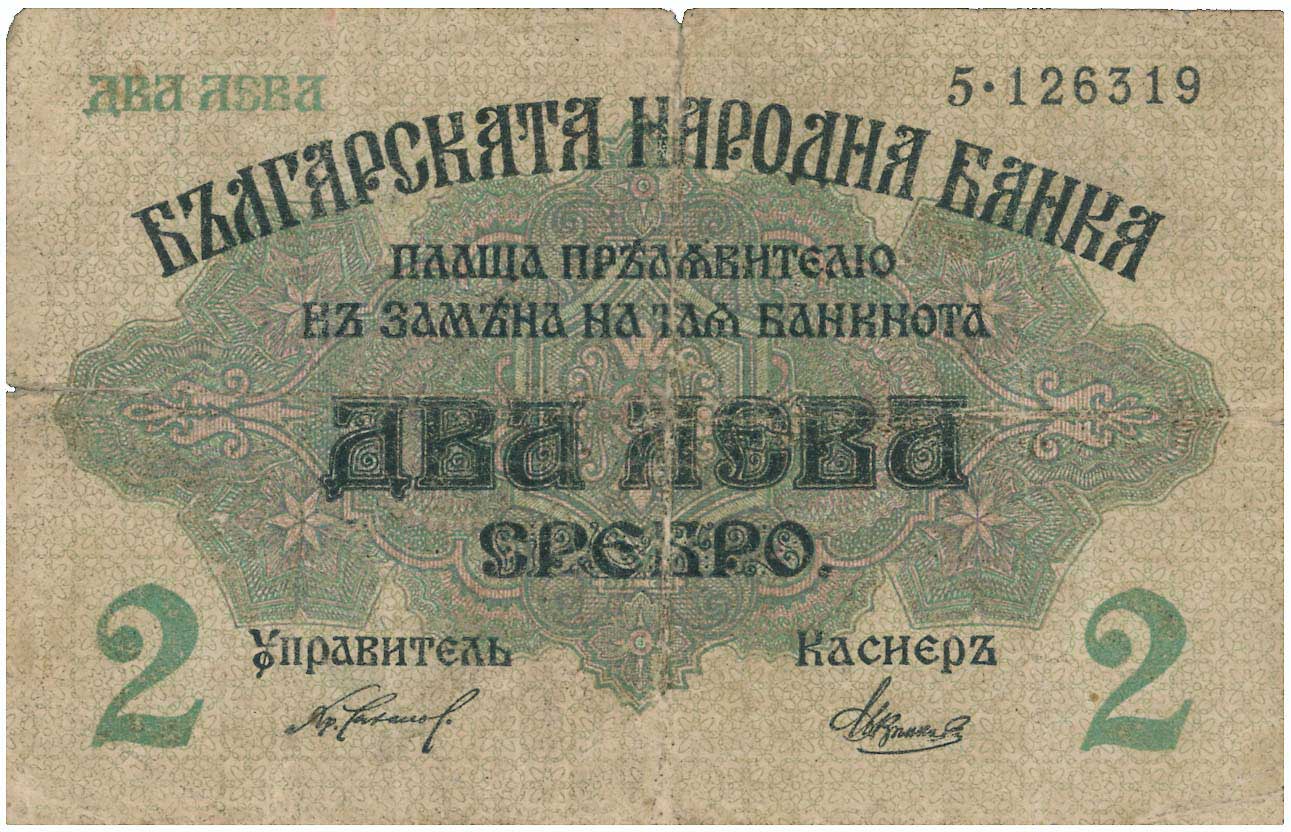 ДВА ЛЕВА
5·126319
БЪЛГАРСКАТА НАРОДНА БАНКА
ПЛАЩА ПРѢДЯВИТЕЛЮ
КЪ ЗАМѢНА НА ТАЯ БАНКНОТА
ДВА ЛЕВА
СРЕБРО.
УПРАВИТЕЛЬ
КАСИЕРЪ
2
2